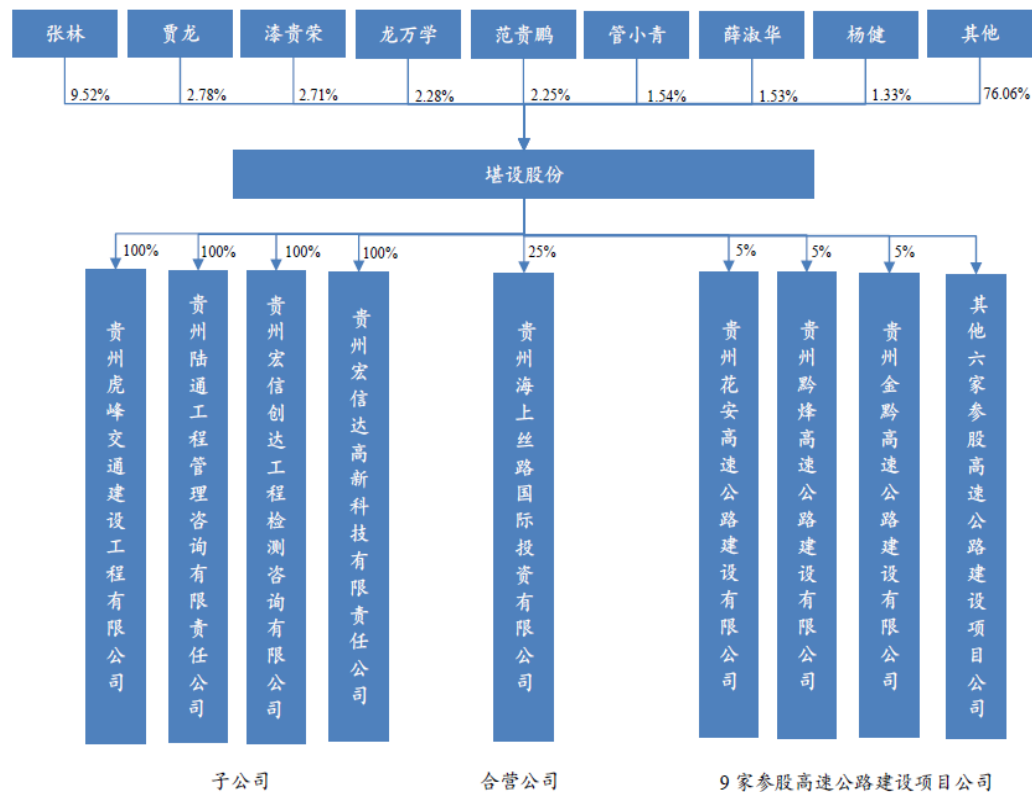 张林
贾龙
漆贵荣
龙万学
范贵鹏
管小青
薛淑华
杨健
其他
9.52%
2.78%
2.71%
2.28%
2.25%
1.54%
1.53%
1.33%
76.06%
堪设股份
100%
100%
100%
100%
25%
5%
5%
5%
贵州虎峰交通建设工程有限公司
贵州陆通工程管理咨询有限责任公司
贵州宏信创达工程检测咨询有限公司
贵州宏信达高新科技有限责任公司
贵州海上丝路国际投资有限公司
贵州花安高速公路建设有限公司
贵州黔烽高速公路建设有限公司
贵州金黔高速公路建设有限公司
其他六家参股高速公路建设项目公司
子公司
合营公司
9家参股高速公路建设项目公司